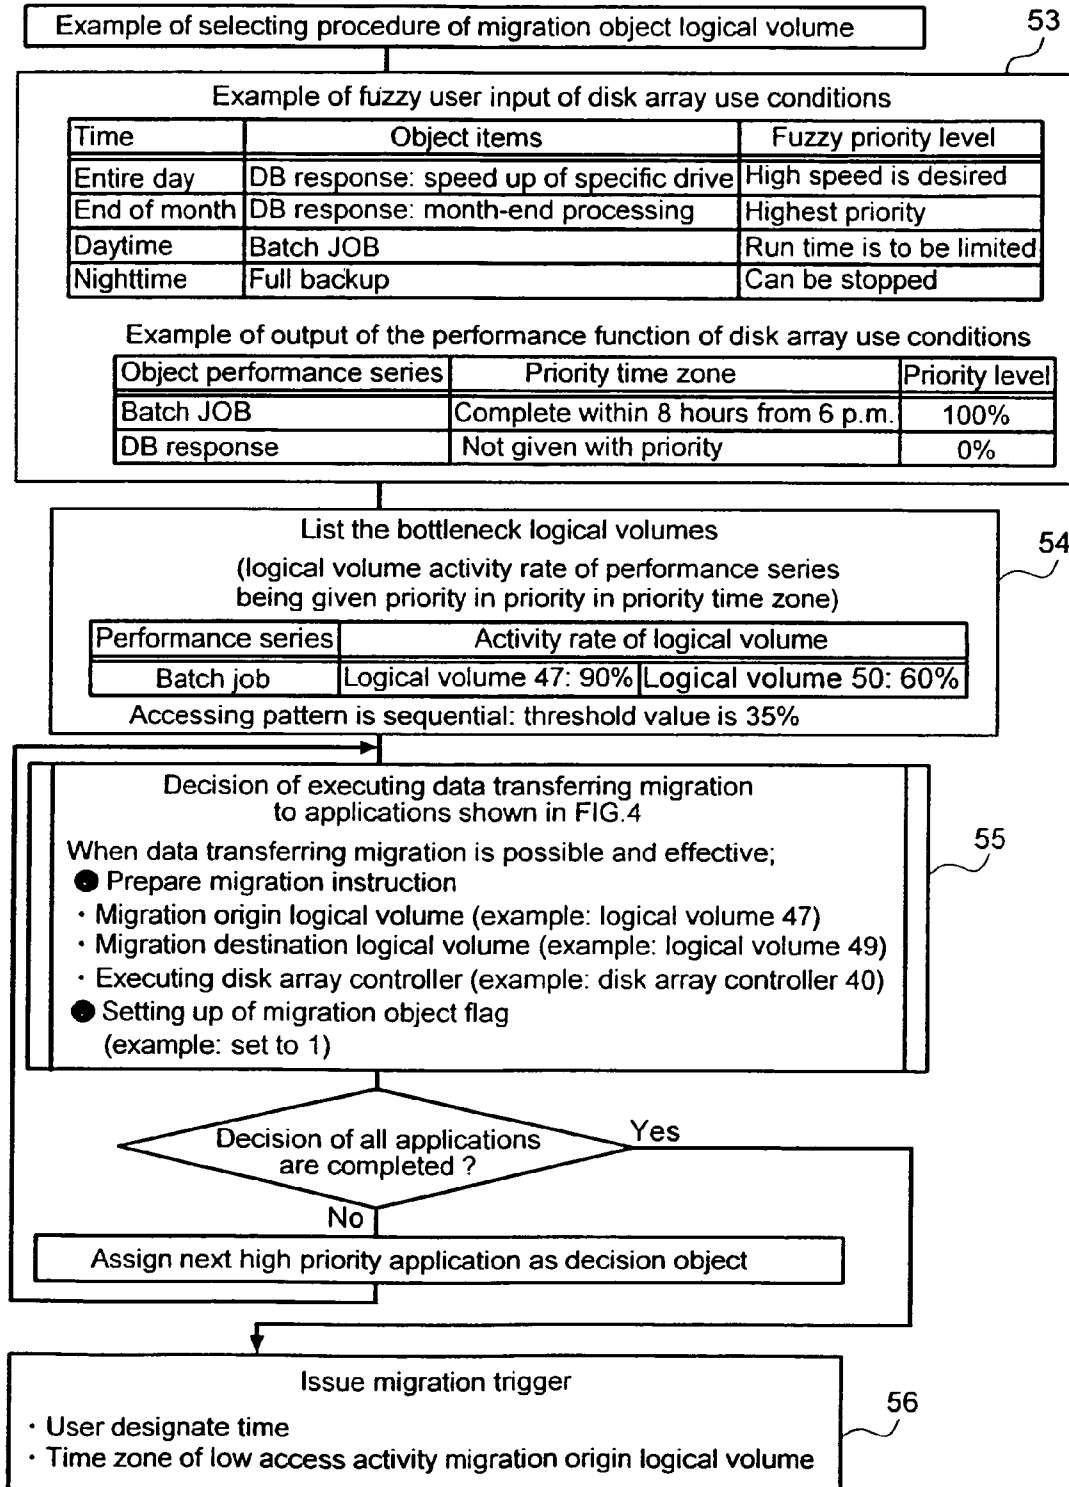 Example of selecting procedure of migration object logical volume
53
Example of fuzzy user input of disk array use conditions
Time Object items Fuzzy priority level
Entire day DB response: speed up of specific drive High speed is desired
End of month DB response: month-end processing Highest priority
Daytime Batch JOB Run time is to be limited
Nighttime Full backup Can be stopped
Example of output of the performance function of disk array use conditions
Object performance series Priority time zone Priority level
Batch JOB Complete within 8 hours from 6 p.m. 100%
DB response Not given with priority 0%
List the bottleneck logical volumes
54
(logical volume activity rate of performance series
being given priority in priority in priority time zone)
Performance series Activity rate of logical volume
Batch job Logical volume 47: 90% Logical volume 50: 60%
Accessing pattern is sequential: threshold value is 35%
Decision of executing data transferring migration
to applications shown in FIG.4
55
When data transferring migration is possible and effective;
● Prepare migration instruction
· Migration origin logical volume (example: logical volume 47)
· Migration destination logical volume (example: logical volume 49)
· Executing disk array controller (example: disk array controller 40)
● Setting up of migration object flag
(example: set to 1)
Decision of all applications
are completed ?
Yes
No
Assign next high priority application as decision object
Issue migration trigger
56
· User designate time
· Time zone of low access activity migration origin logical volume